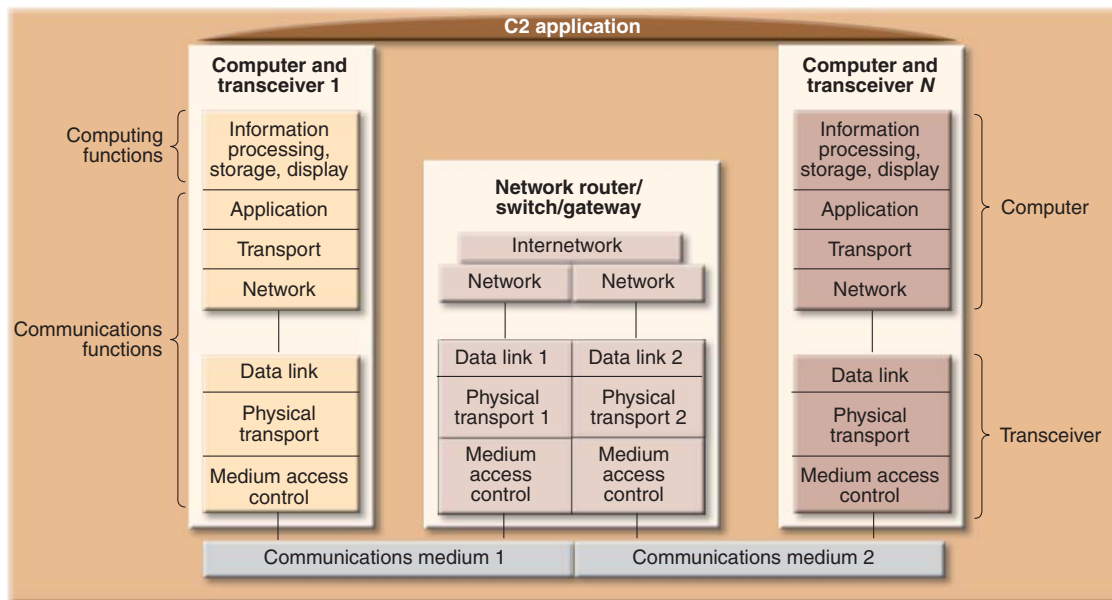 C2 application
Computer and
transceiver 1
Computing
functions
Information
processing,
storage, display
Application
Transport
Network
Communications
functions
Data link
Physical
transport
Medium access
control
Network router/
switch/gateway
Internetwork
Network
Network
Data link 1
Data link 2
Physical
transport 1
Physical
transport 2
Medium
access
control
Medium
access
control
Computer and
transceiver N
Information
processing,
storage, display
Application
Transport
Network
Computer
Data link
Physical
transport
Medium access
control
Transceiver
Communications medium 1
Communications medium 2